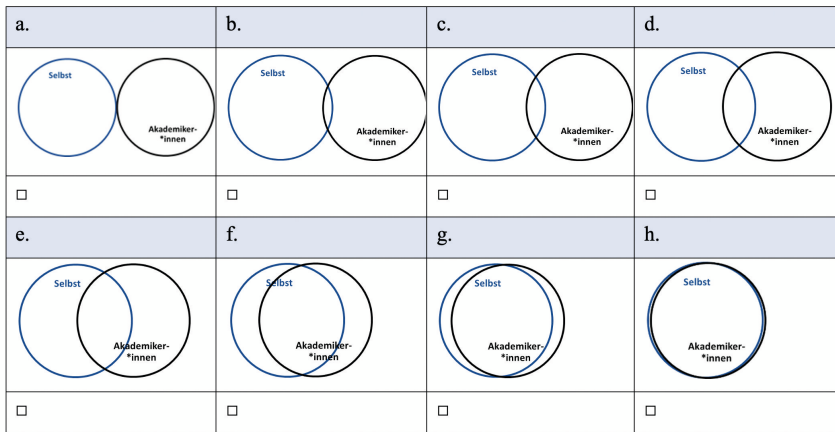 a. b. c. d.
Selbst Selbst Selbst Selbst
Akademiker- Akademiker- Akademiker- Akademiker-
*innen *innen *innen *innen
☐ ☐ ☐ ☐
e. f. g. h.
Selbst Selbst Selbst Selbst
Akademiker- Akademiker- Akademiker- Akademiker-
*innen *innen *innen *innen
☐ ☐ ☐ ☐